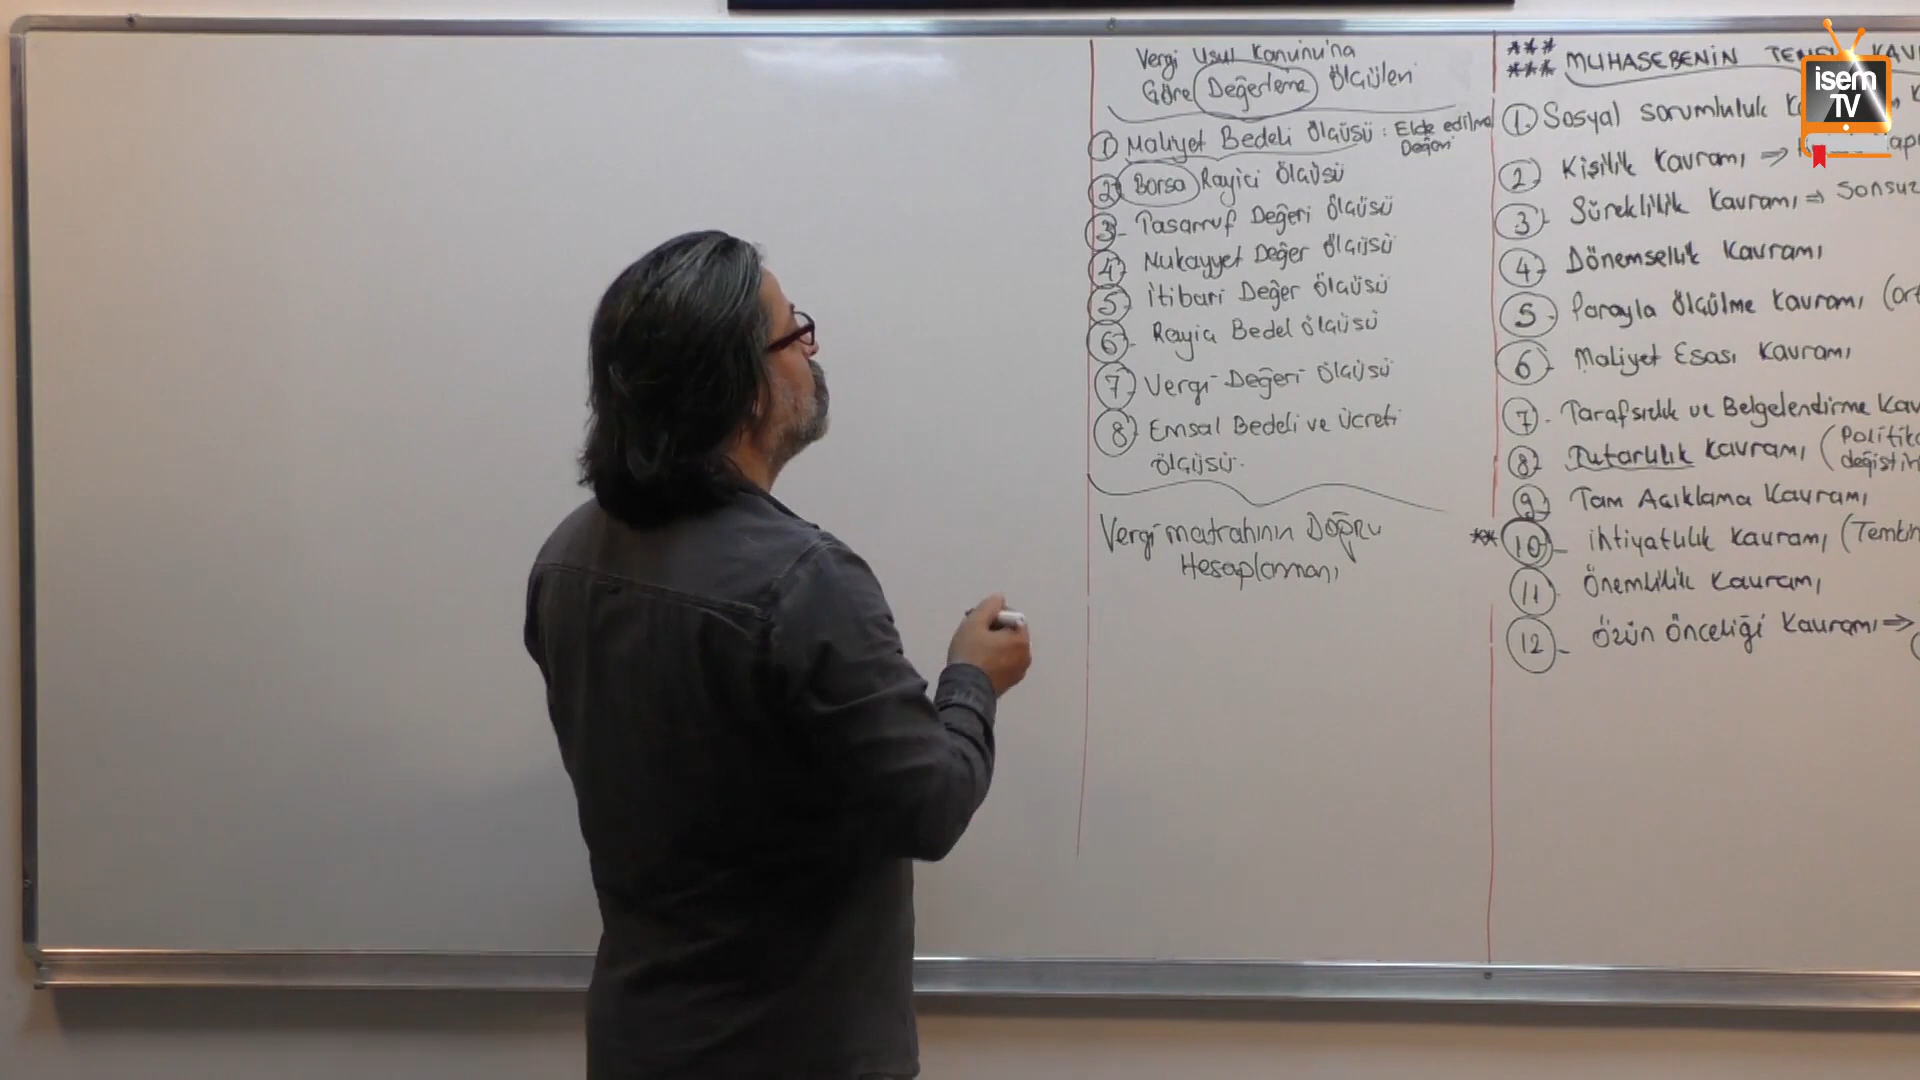 Vergi Usul Kanunu'na
Göre Değerleme Ölçüleri
1) Maliyet Bedeli Ölçüsü : Elde edilme
Değeri
2) Borsa Rayici Ölçüsü
3- Tasarruf Değeri Ölçüsü
4) Mukayyet Değer Ölçüsü
5) İtibari Değer Ölçüsü
6)- Rayiç Bedel Ölçüsü
7) Vergi Değeri Ölçüsü
8) Emsal Bedeli ve Ücreti
Ölçüsü.
Vergi matrahının Doğru
Hesaplamanı
***
*** MUHASEBENİN
1. Sosyal sorumluluk
2) Kişilik Kavramı ⇒
3)- Süreklilik Kavramı ⇒ Sonsuz
4) Dönemsellik Kavramı
5. Parayla Ölçülme Kavramı (
6) Maliyet Esası Kavramı
7. Tarafsızlık ve Belgelendirme Kav
8) Tutarlılık Kavramı (Politika
değiştir
9) Tam Açıklama Kavramı
** 10)- İhtiyatlılık Kavramı (Temkin
11) Önemlilik Kavramı
12)- Özün Önceliği Kavramı ⇒
isem
TV